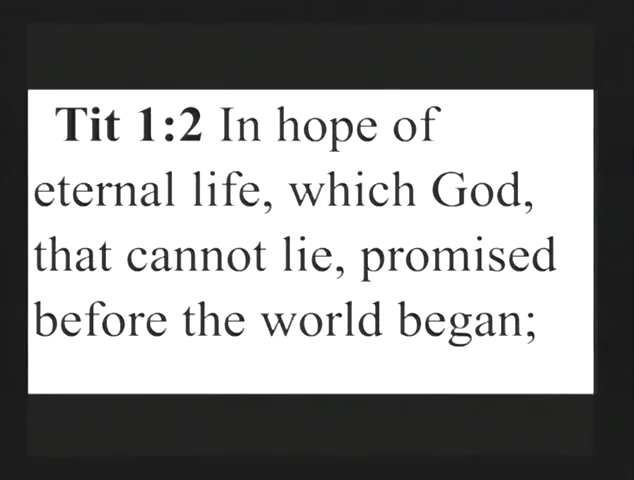 Tit 1:2 In hope of
eternal life, which God,
that cannot lie, promised
before the world began;